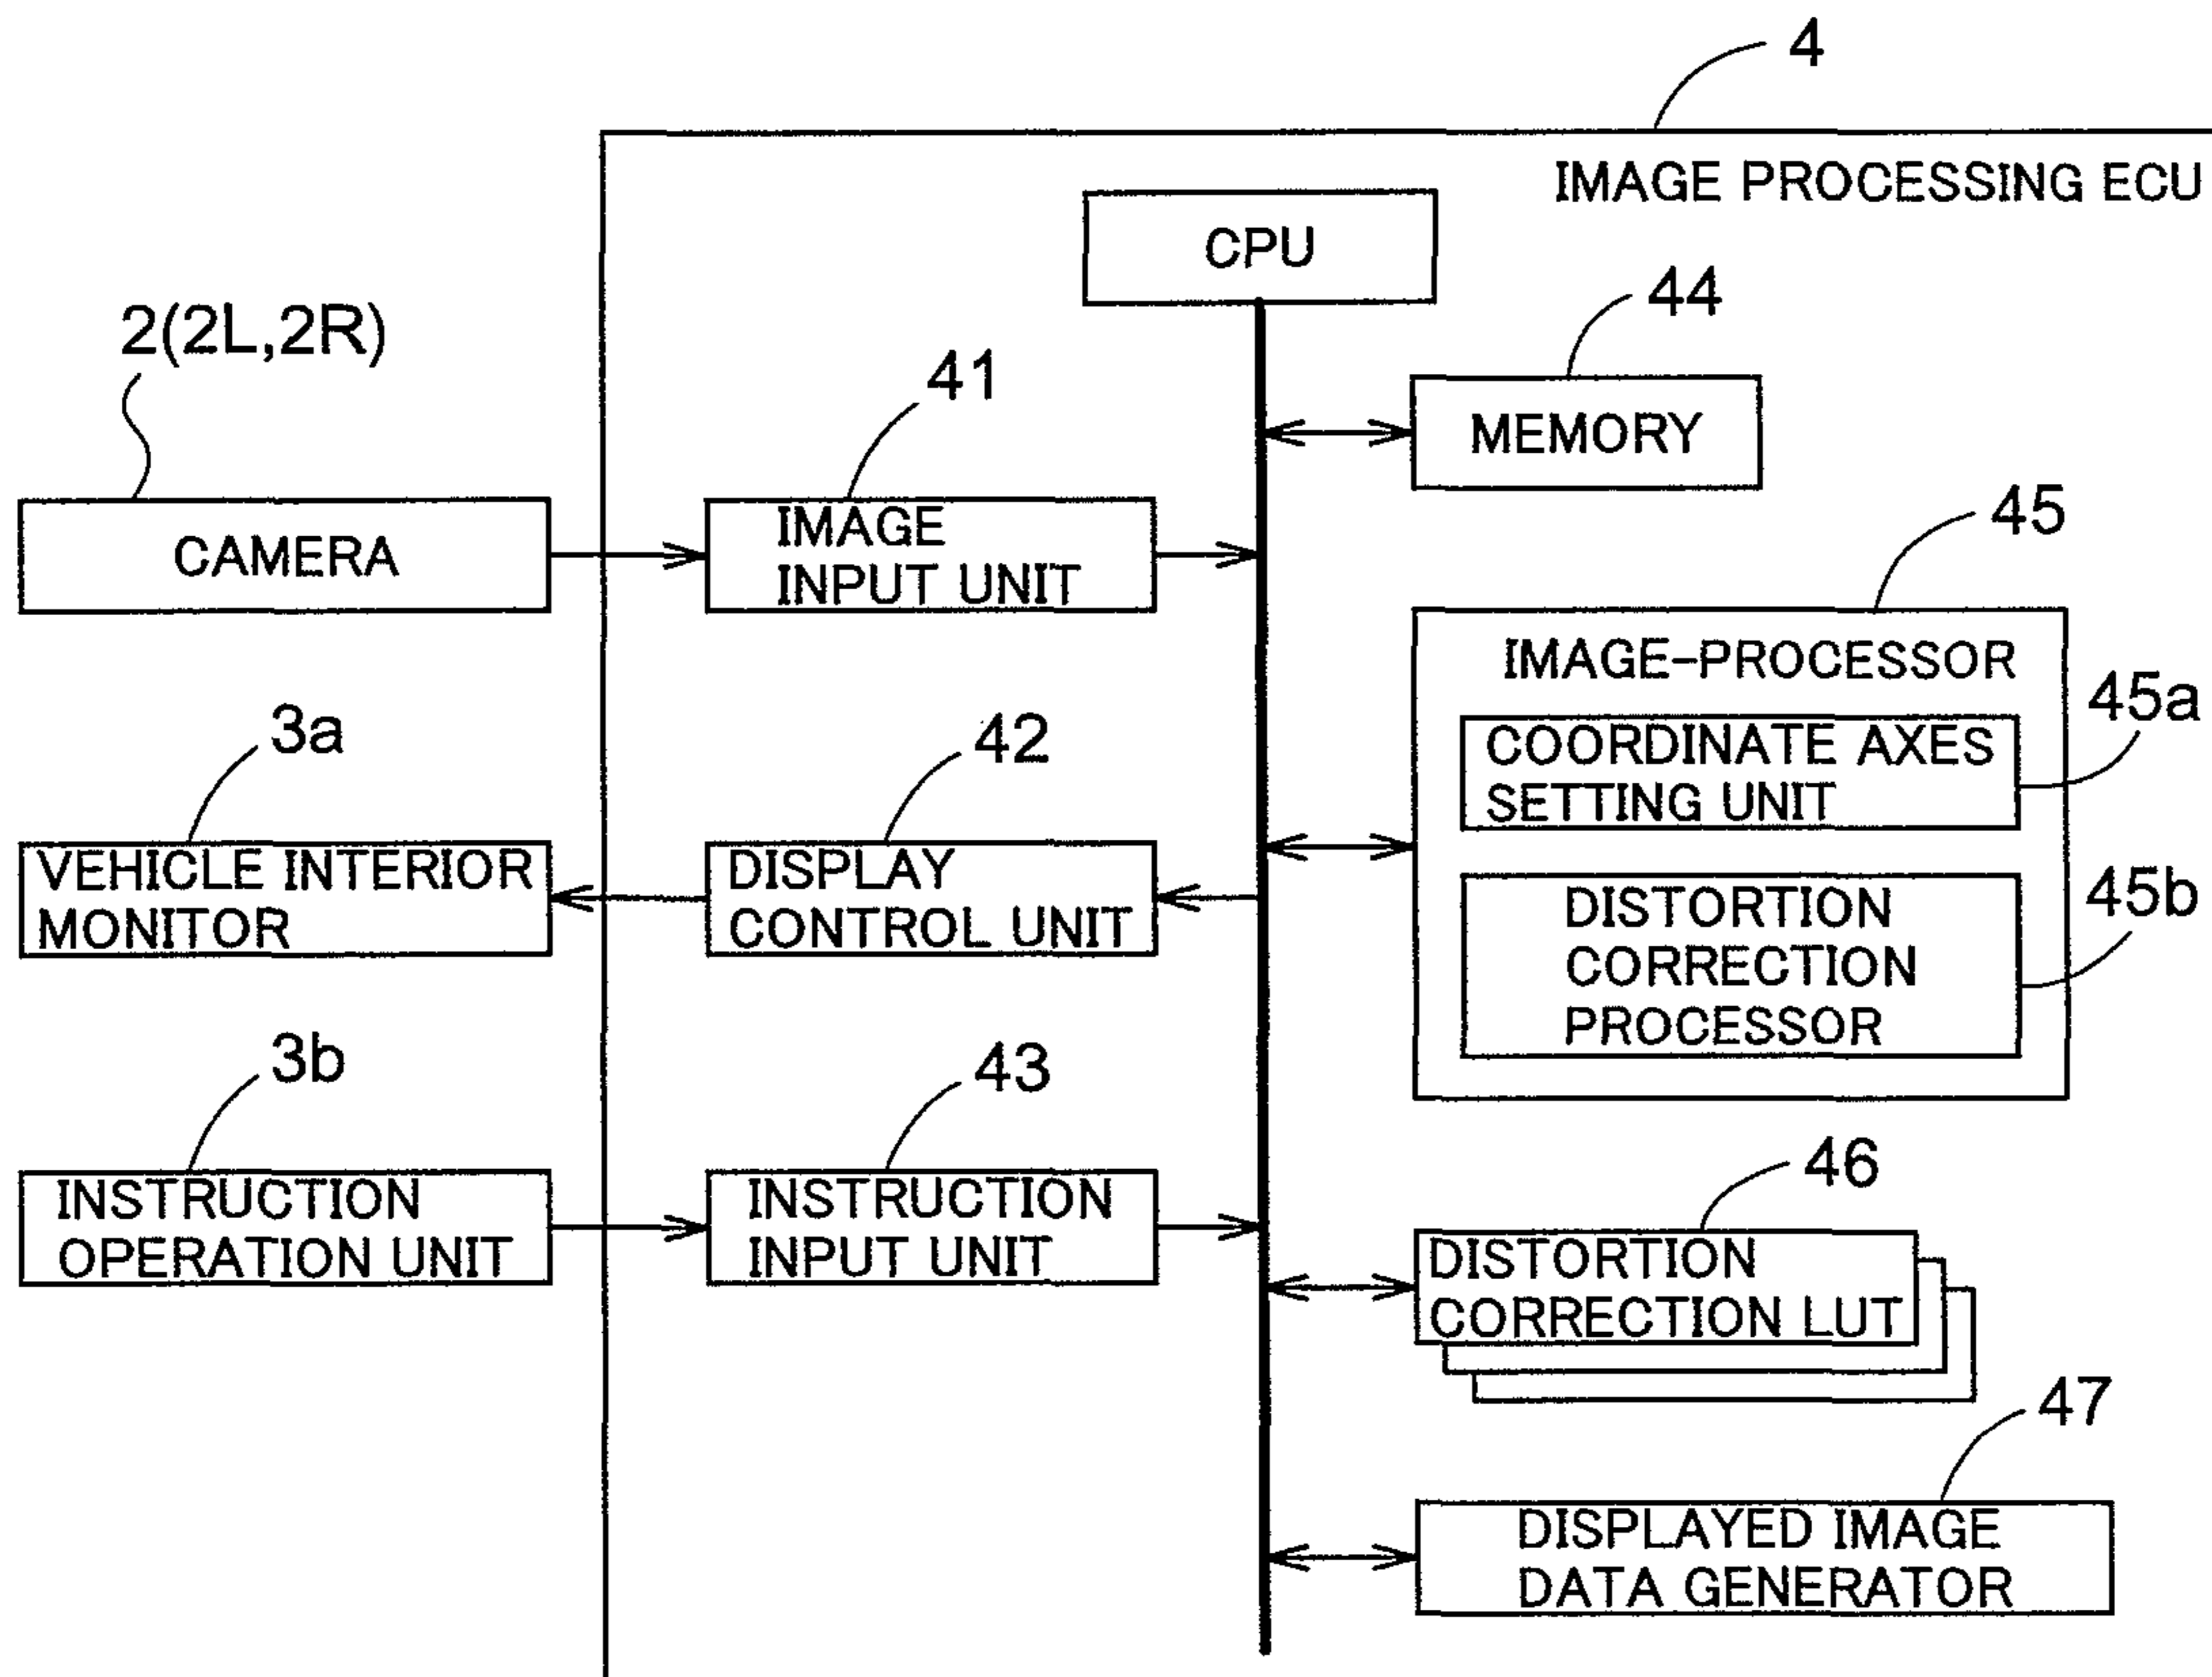 4
IMAGE PROCESSING ECU
CPU
44
MEMORY
2(2L,2R)
CAMERA
41
IMAGE
INPUT UNIT
45
IMAGE-PROCESSOR
45a
COORDINATE AXES
SETTING UNIT
45b
DISTORTION
CORRECTION
PROCESSOR
3a
VEHICLE INTERIOR
MONITOR
42
DISPLAY
CONTROL UNIT
3b
INSTRUCTION
OPERATION UNIT
43
INSTRUCTION
INPUT UNIT
46
DISTORTION
CORRECTION LUT
47
DISPLAYED IMAGE
DATA GENERATOR